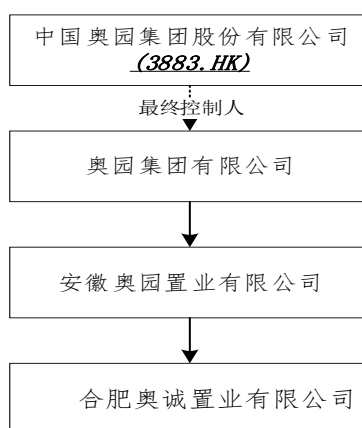 中国奥园集团股份有限公司
(3883.HK)
最终控制人
奥园集团有限公司
安徽奥园置业有限公司
合肥奥诚置业有限公司